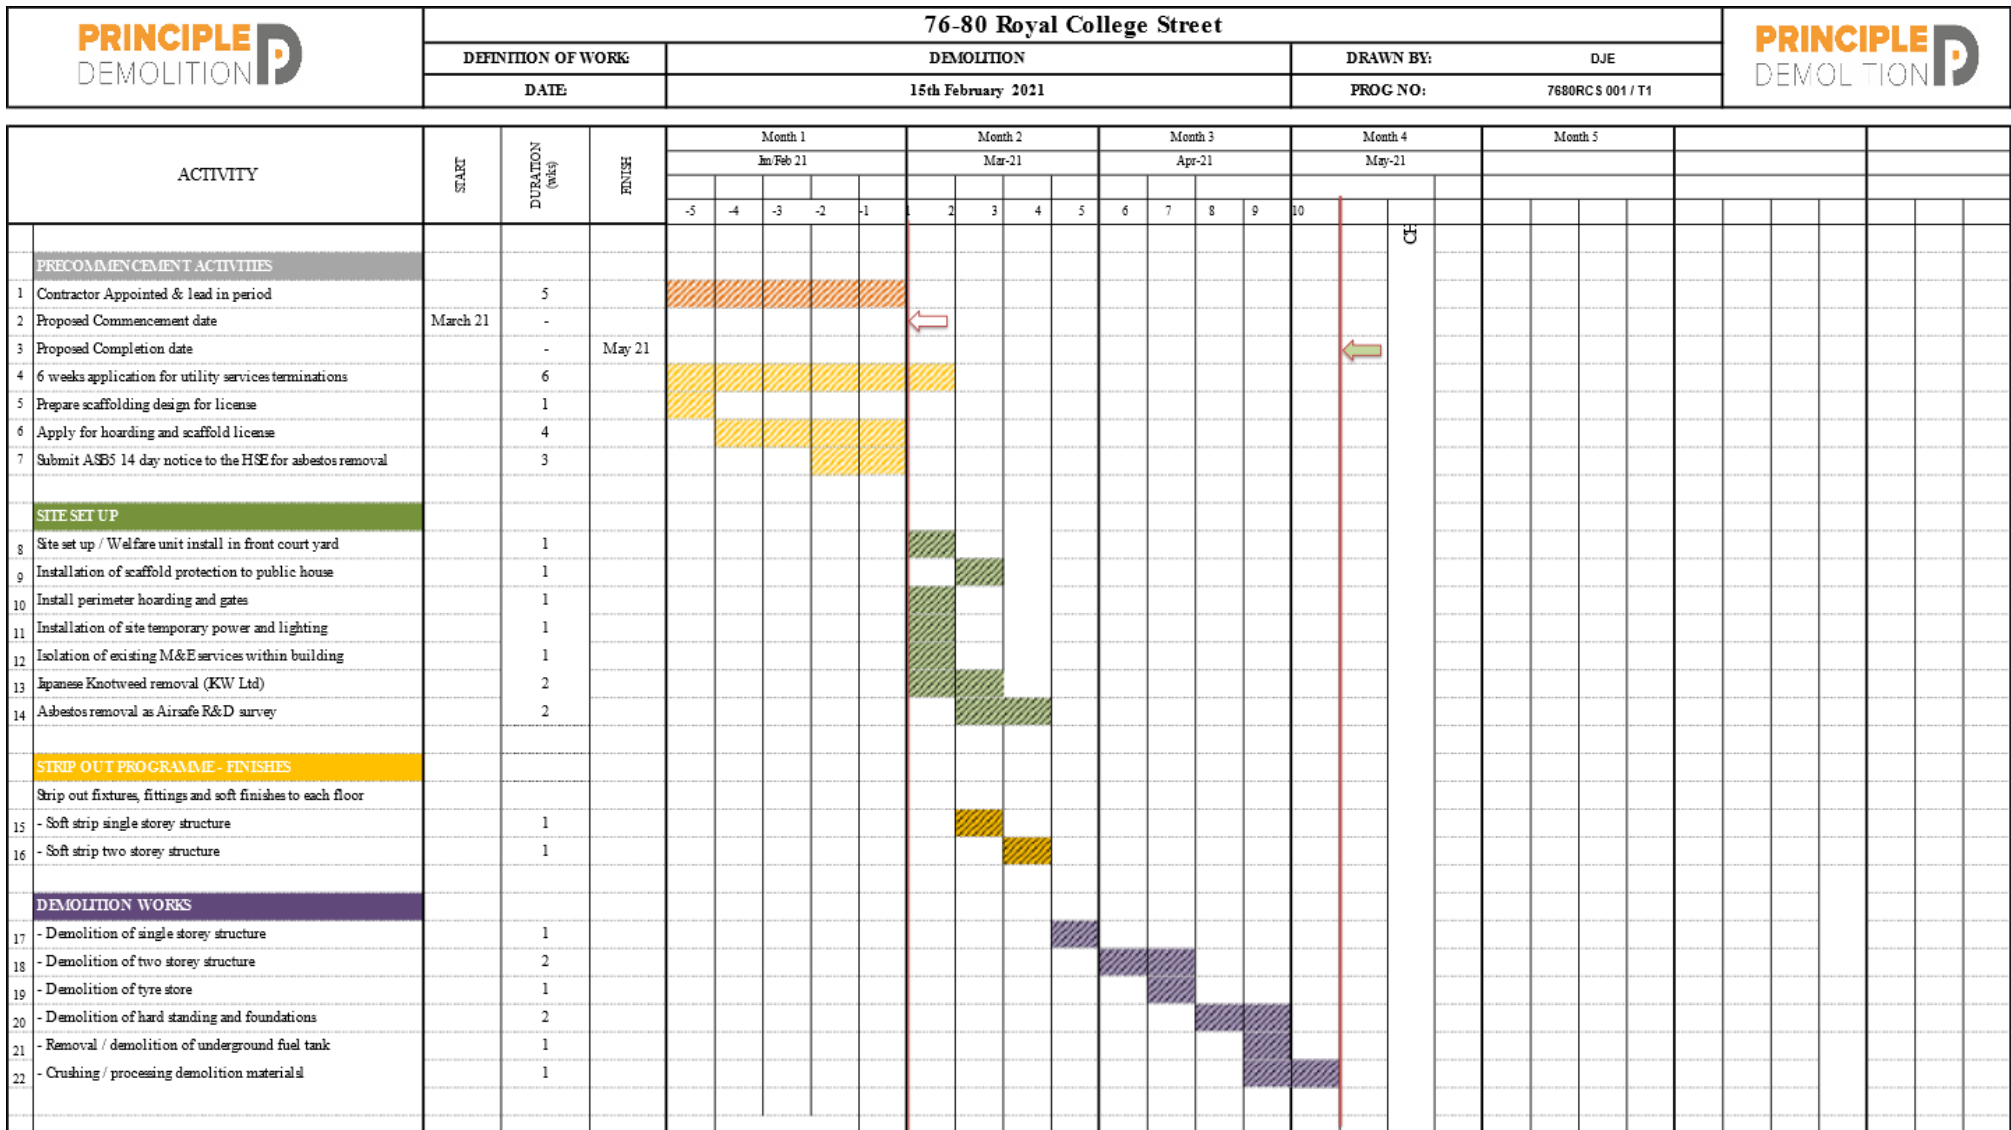 PRINCIPLE
DEMOLITION
76-80 Royal College Street
DEFINITION OF WORK:
DEMOLITION
DRAWN BY:
DJE
DATE:
15th February 2021
PROG NO:
7680RCS 001 / T1
PRINCIPLE
DEMOL TION
ACTIVITY
START
DURATION
(wks)
FINISH
Month 1 Month 2 Month 3 Month 4 Month 5
Jan/Feb 21 Mar-21 Apr-21 May-21
-5 -4 -3 -2 -1 1 2 3 4 5 6 7 8 9 10
PRECOMMENCEMENT ACTIVITIES
1 Contractor Appointed & lead in period 5
2 Proposed Commencement date March 21 -
3 Proposed Completion date - May 21
4 6 weeks application for utility services terminations 6
5 Prepare scaffolding design for license 1
6 Apply for hoarding and scaffold license 4
7 Submit ASB5 14 day notice to the HSE for asbestos removal 3
SITE SET UP
8 Site set up / Welfare unit install in front court yard 1
9 Installation of scaffold protection to public house 1
10 Install perimeter hoarding and gates 1
11 Installation of site temporary power and lighting 1
12 Isolation of existing M&E services within building 1
13 Japanese Knotweed removal (JKW Ltd) 2
14 Asbestos removal as Airsafe R&D survey 2
STRIP OUT PROGRAMME - FINISHES
Strip out fixtures, fittings and soft finishes to each floor
15 - Soft strip single storey structure 1
16 - Soft strip two storey structure 1
DEMOLITION WORKS
17 - Demolition of single storey structure 1
18 - Demolition of two storey structure 2
19 - Demolition of tyre store 1
20 - Demolition of hard standing and foundations 2
21 - Removal / demolition of underground fuel tank 1
22 - Crushing / processing demolition materialsl 1